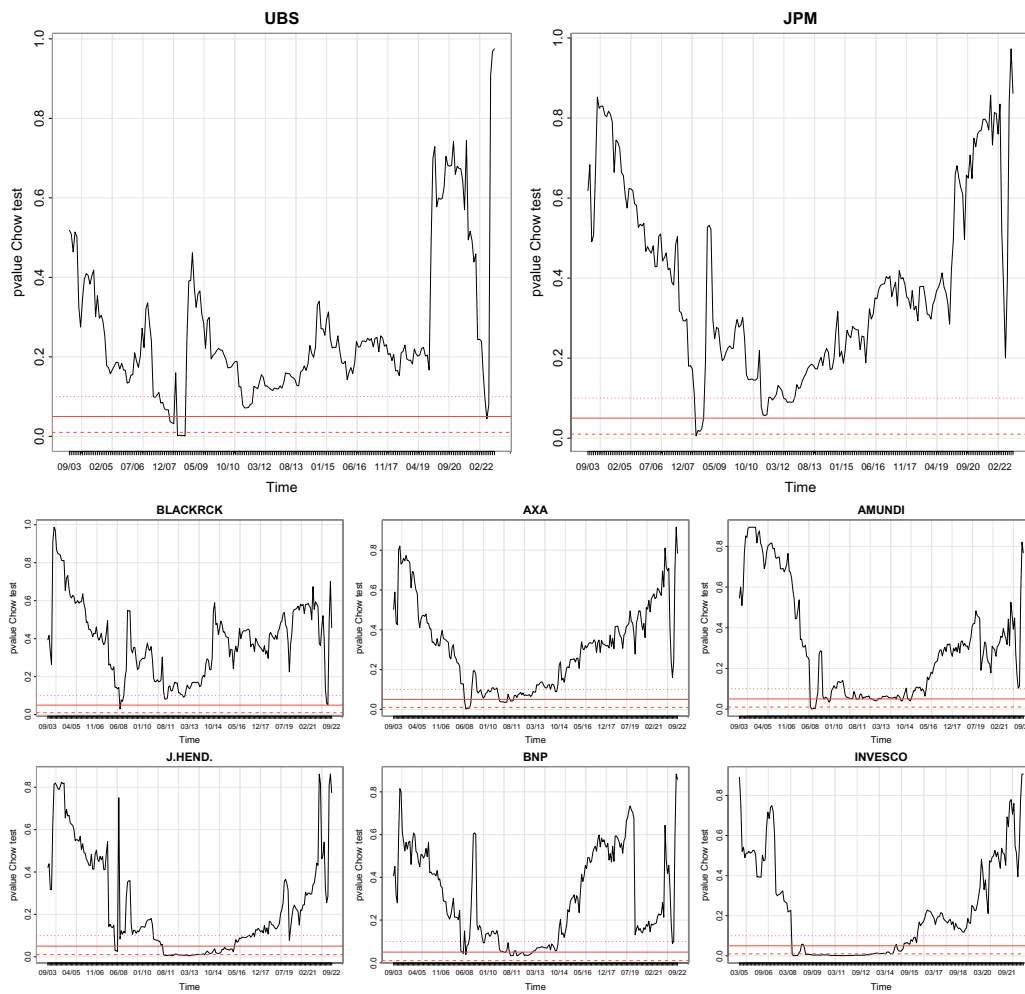 UBS
JPM
pvalue Chow test
0.0 0.2 0.4 0.6 0.8 1.0
09/03 02/05 07/06 12/07 05/09 10/10 03/12 08/13 01/15 06/16 11/17 04/19 09/20 02/22
Time
pvalue Chow test
0.0 0.2 0.4 0.6 0.8 1.0
09/03 02/05 07/06 12/07 05/09 10/10 03/12 08/13 01/15 06/16 11/17 04/19 09/20 02/22
Time
BLACKRCK
AXA
AMUNDI
pvalue Chow test
0.0 0.2 0.4 0.6 0.8 1.0
09/03 04/05 11/06 06/08 01/10 08/11 03/13 10/14 05/16 12/17 07/19 02/21 09/22
Time
pvalue Chow test
0.0 0.2 0.4 0.6 0.8
09/03 04/05 11/06 06/08 01/10 08/11 03/13 10/14 05/16 12/17 07/19 02/21 09/22
Time
pvalue Chow test
0.0 0.2 0.4 0.6 0.8
09/03 04/05 11/06 06/08 01/10 08/11 03/13 10/14 05/16 12/17 07/19 02/21 09/22
Time
J.HEND.
BNP
INVESCO
pvalue Chow test
0.0 0.2 0.4 0.6 0.8
09/03 04/05 11/06 06/08 01/10 08/11 03/13 10/14 05/16 12/17 07/19 02/21 09/22
Time
pvalue Chow test
0.0 0.2 0.4 0.6 0.8
09/03 04/05 11/06 06/08 01/10 08/11 03/13 10/14 05/16 12/17 07/19 02/21 09/22
Time
pvalue Chow test
0.0 0.2 0.4 0.6 0.8
03/05 09/06 03/08 09/09 03/11 09/12 03/14 09/15 03/17 09/18 03/20 09/21
Time